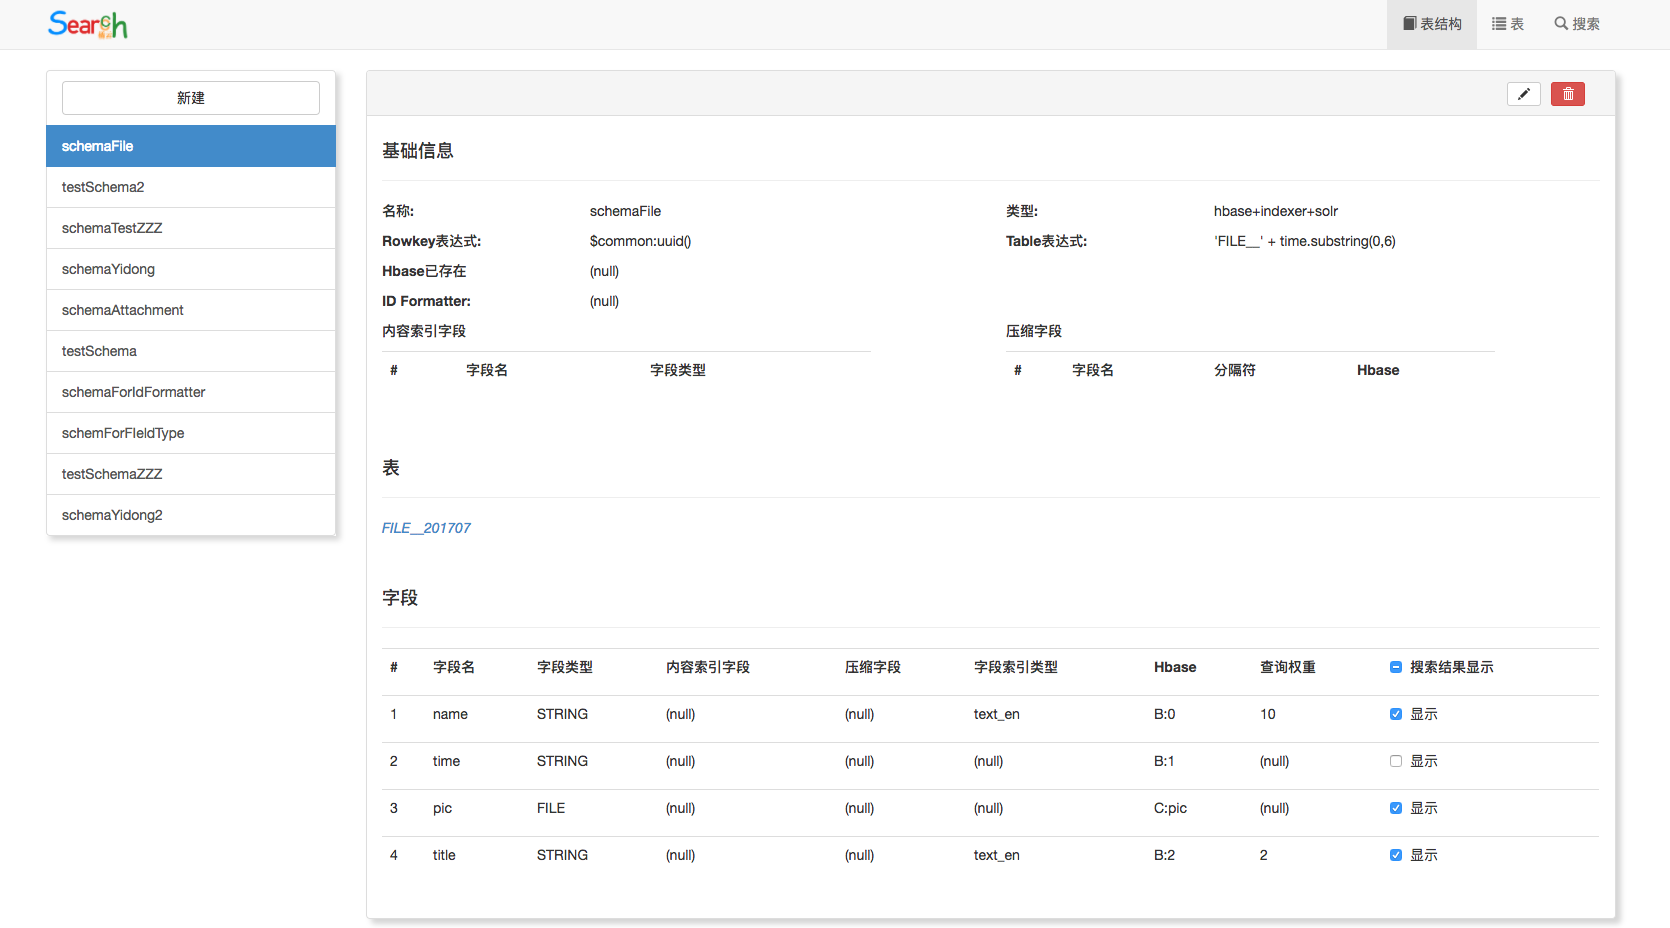 Search
表结构 表 搜索
新建
schemaFile
testSchema2
schemaTestZZZ
schemaYidong
schemaAttachment
testSchema
schemaForIdFormatter
schemForFIeldType
testSchemaZZZ
schemaYidong2
基础信息
名称: schemaFile 类型: hbase+indexer+solr
Rowkey表达式: $common:uuid() Table表达式: 'FILE__' + time.substring(0,6)
Hbase已存在 (null)
ID Formatter: (null)
内容索引字段 压缩字段
# 字段名 字段类型 # 字段名 分隔符 Hbase
表
FILE__201707
字段
# 字段名 字段类型 内容索引字段 压缩字段 字段索引类型 Hbase 查询权重 搜索结果显示
1 name STRING (null) (null) text_en B:0 10 显示
2 time STRING (null) (null) (null) B:1 (null) 显示
3 pic FILE (null) (null) (null) C:pic (null) 显示
4 title STRING (null) (null) text_en B:2 2 显示